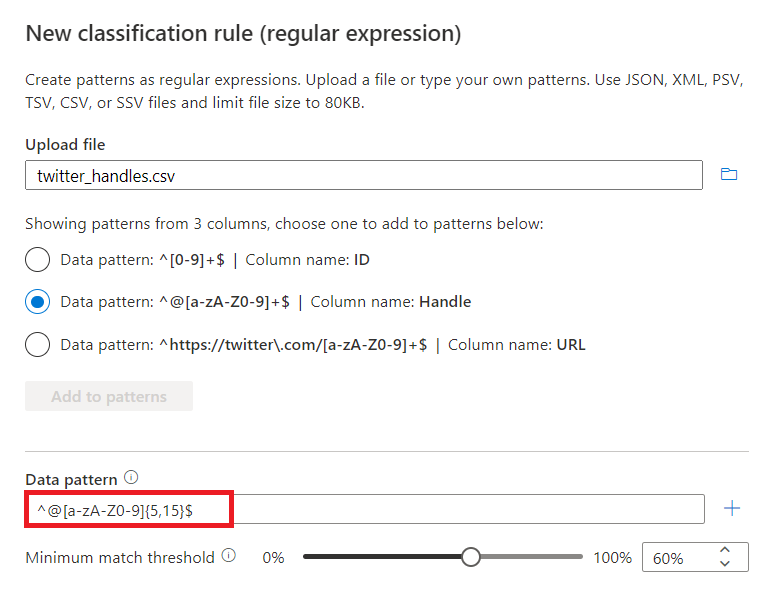 New classification rule (regular expression)
Create patterns as regular expressions. Upload a file or type your own patterns. Use JSON, XML, PSV,
TSV, CSV, or SSV files and limit file size to 80KB.
Upload file
twitter_handles.csv
Showing patterns from 3 columns, choose one to add to patterns below:
Data pattern: ^[0-9]+$ | Column name: ID
Data pattern: ^@[a-zA-Z0-9]+$ | Column name: Handle
Data pattern: ^https://twitter\.com/[a-zA-Z0-9]+$ | Column name: URL
Add to patterns
Data pattern
^@[a-zA-Z0-9]{5,15}$
Minimum match threshold 0% 100% 60%